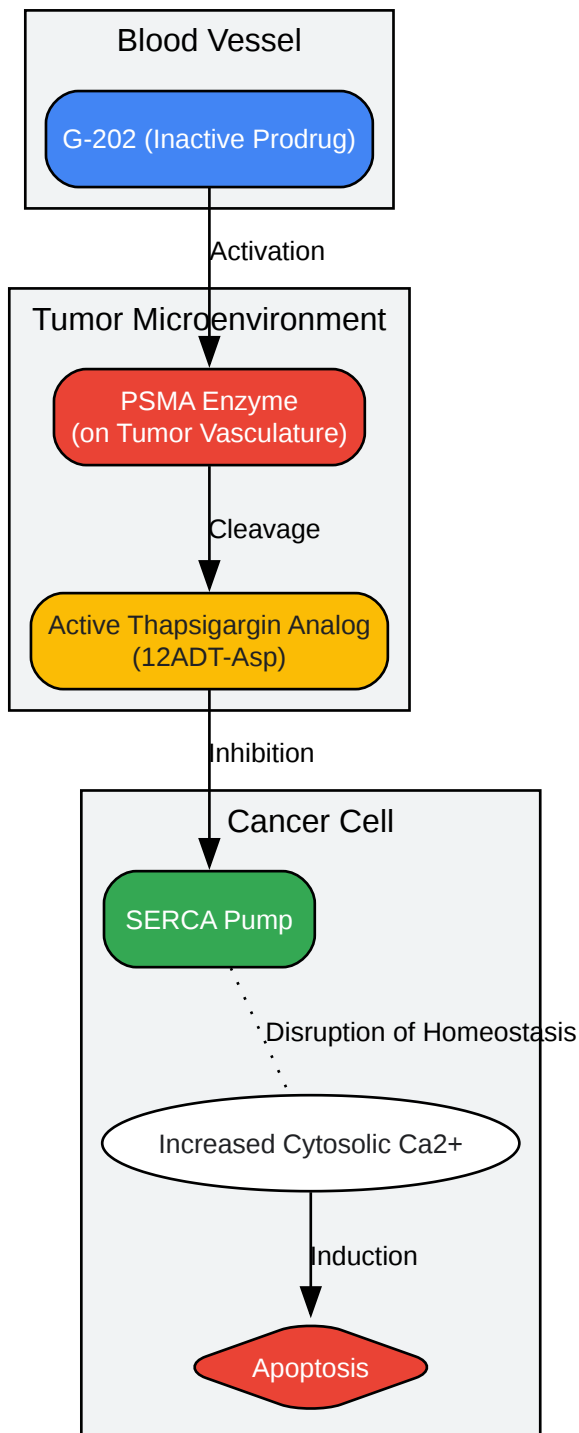 Blood Vessel
G-202 (Inactive Prodrug)
Activation
Tumor Microenvironment
PSMA Enzyme
(on Tumor Vasculature)
Cleavage
Active Thapsigargin Analog
(12ADT-Asp)
Inhibition
Cancer Cell
SERCA Pump
Disruption of Homeostasis
Increased Cytosolic Ca2+
Induction
Apoptosis